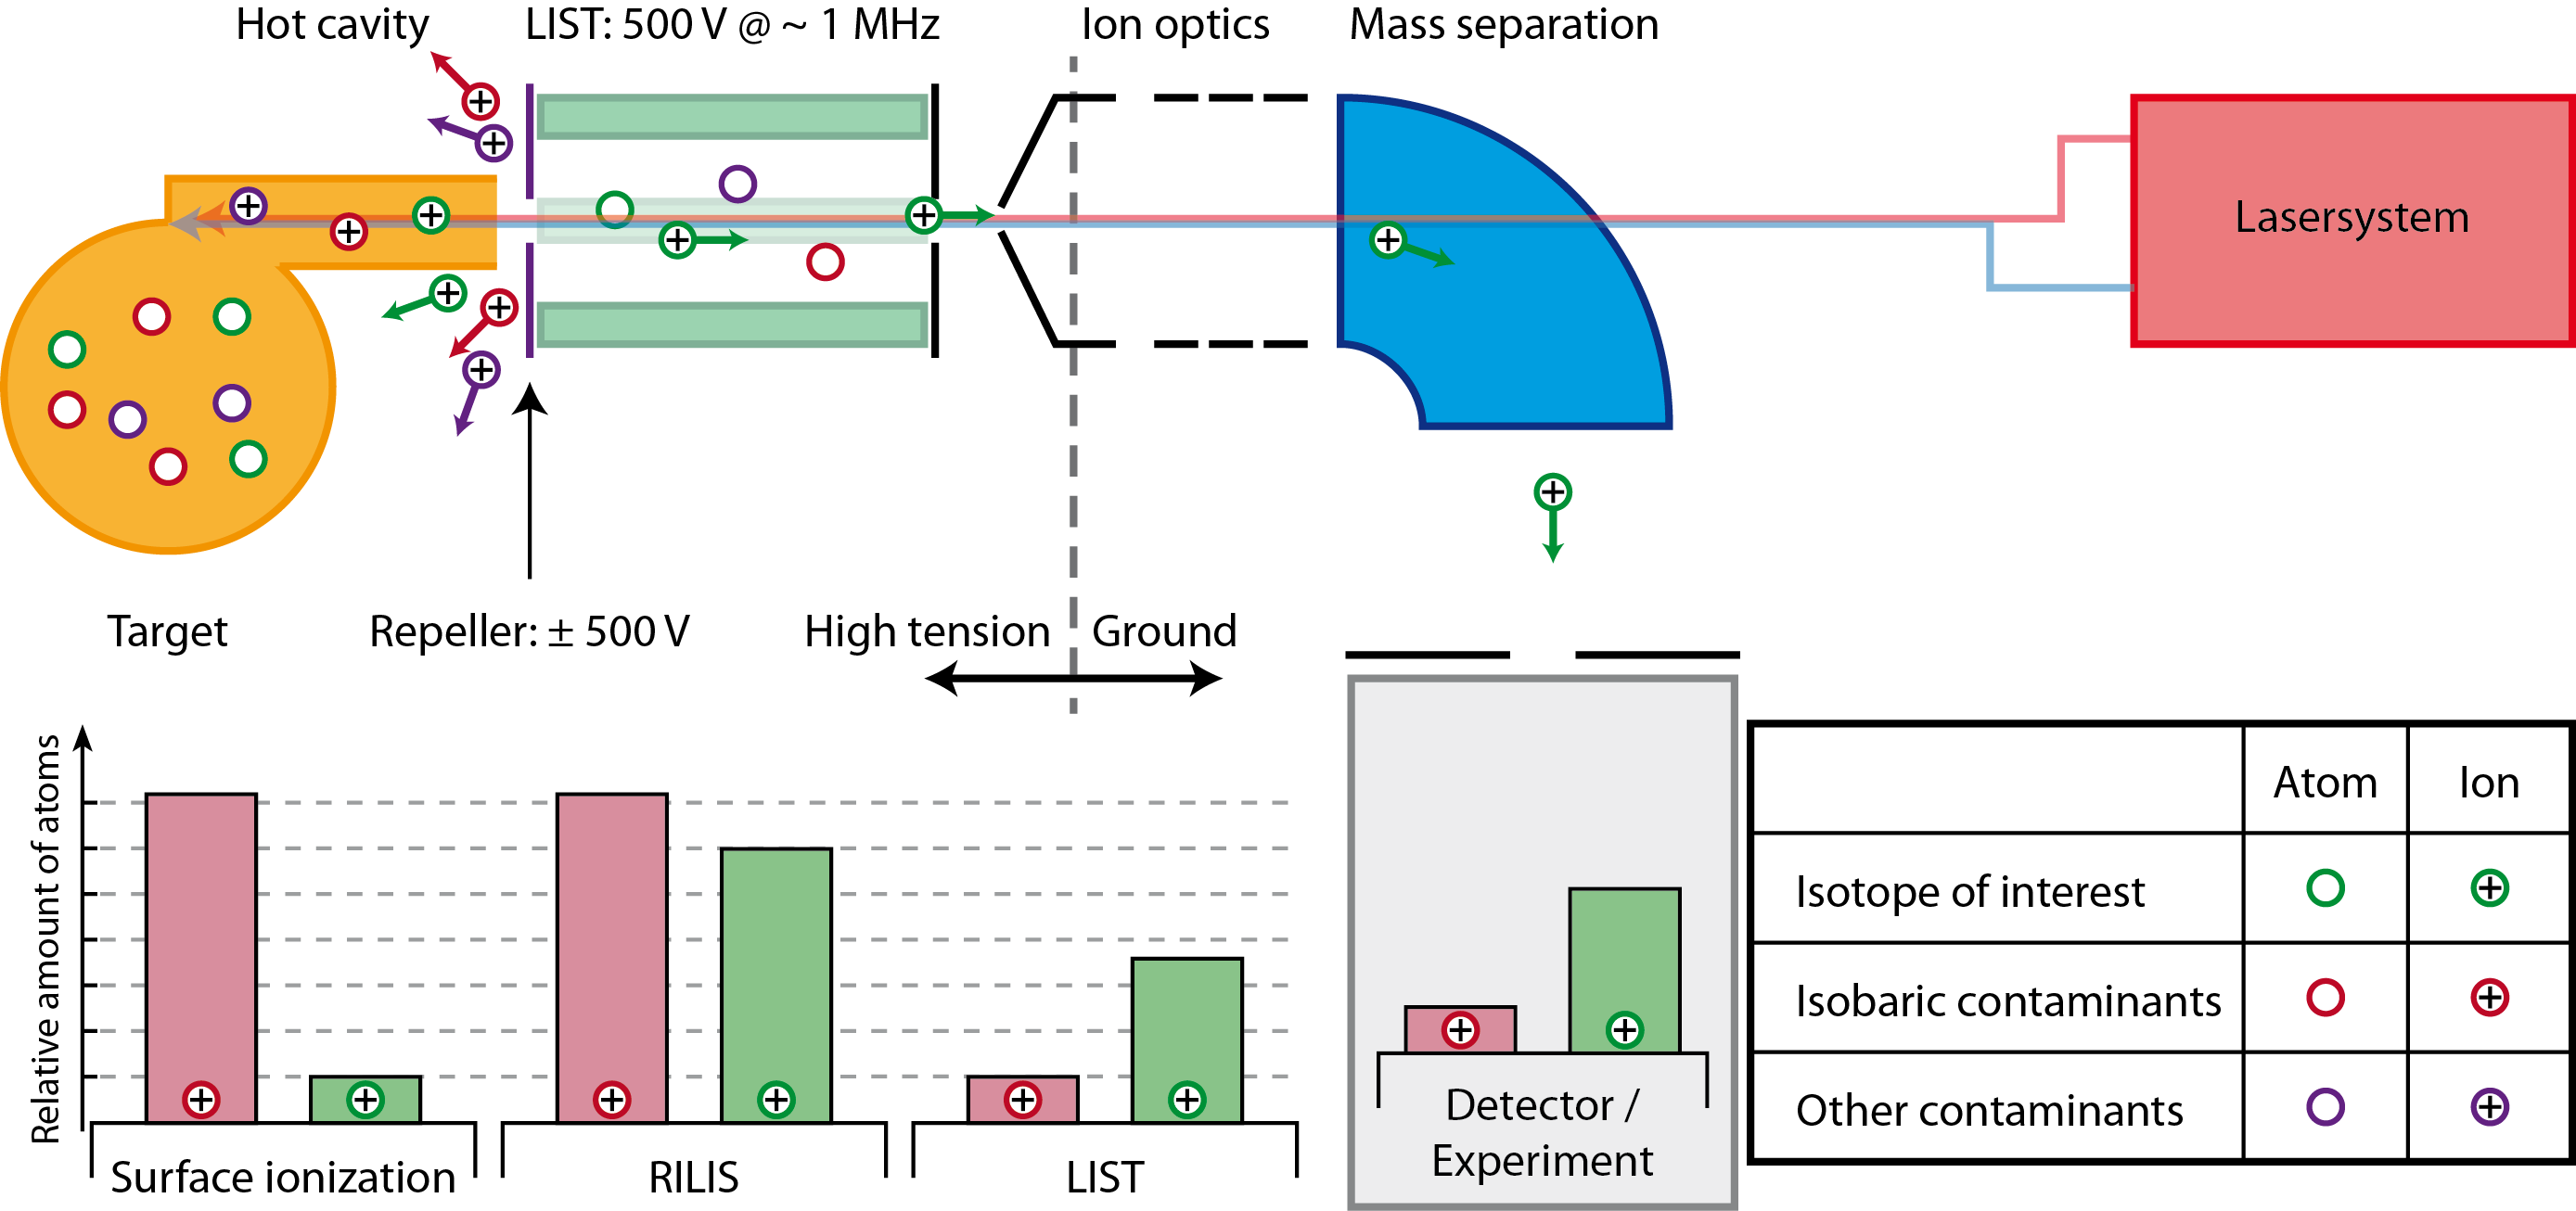 Hot cavity
LIST: 500 V @ ~ 1 MHz
Ion optics
Mass separation
Lasersystem
Target
Repeller: ± 500 V
High tension
Ground
Relative amount of atoms
Surface ionization
RILIS
LIST
Detector /
Experiment
Atom
Ion
Isotope of interest
Isobaric contaminants
Other contaminants